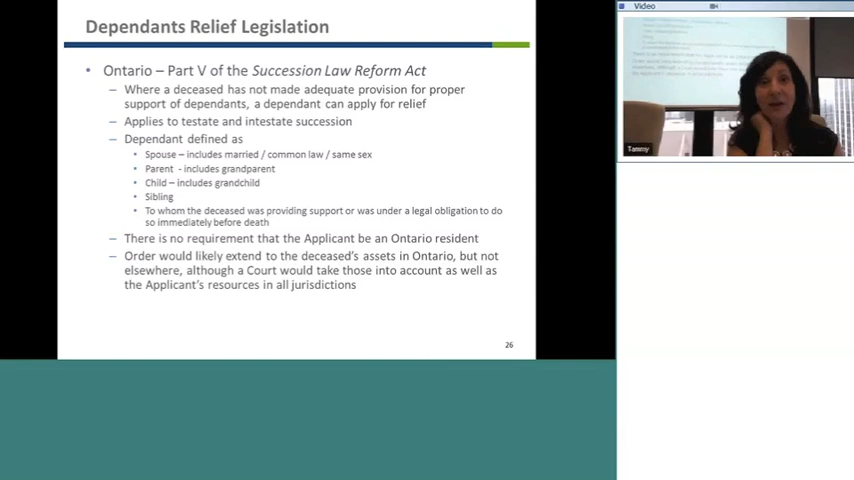 Dependants Relief Legislation
• Ontario – Part V of the Succession Law Reform Act
– Where a deceased has not made adequate provision for proper
support of dependants, a dependant can apply for relief
– Applies to testate and intestate succession
– Dependant defined as
• Spouse – includes married / common law / same sex
• Parent - includes grandparent
• Child – includes grandchild
• Sibling
• To whom the deceased was providing support or was under a legal obligation to do
so immediately before death
– There is no requirement that the Applicant be an Ontario resident
– Order would likely extend to the deceased's assets in Ontario, but not
elsewhere, although a Court would take those into account as well as
the Applicant's resources in all jurisdictions
26
Video
Tammy